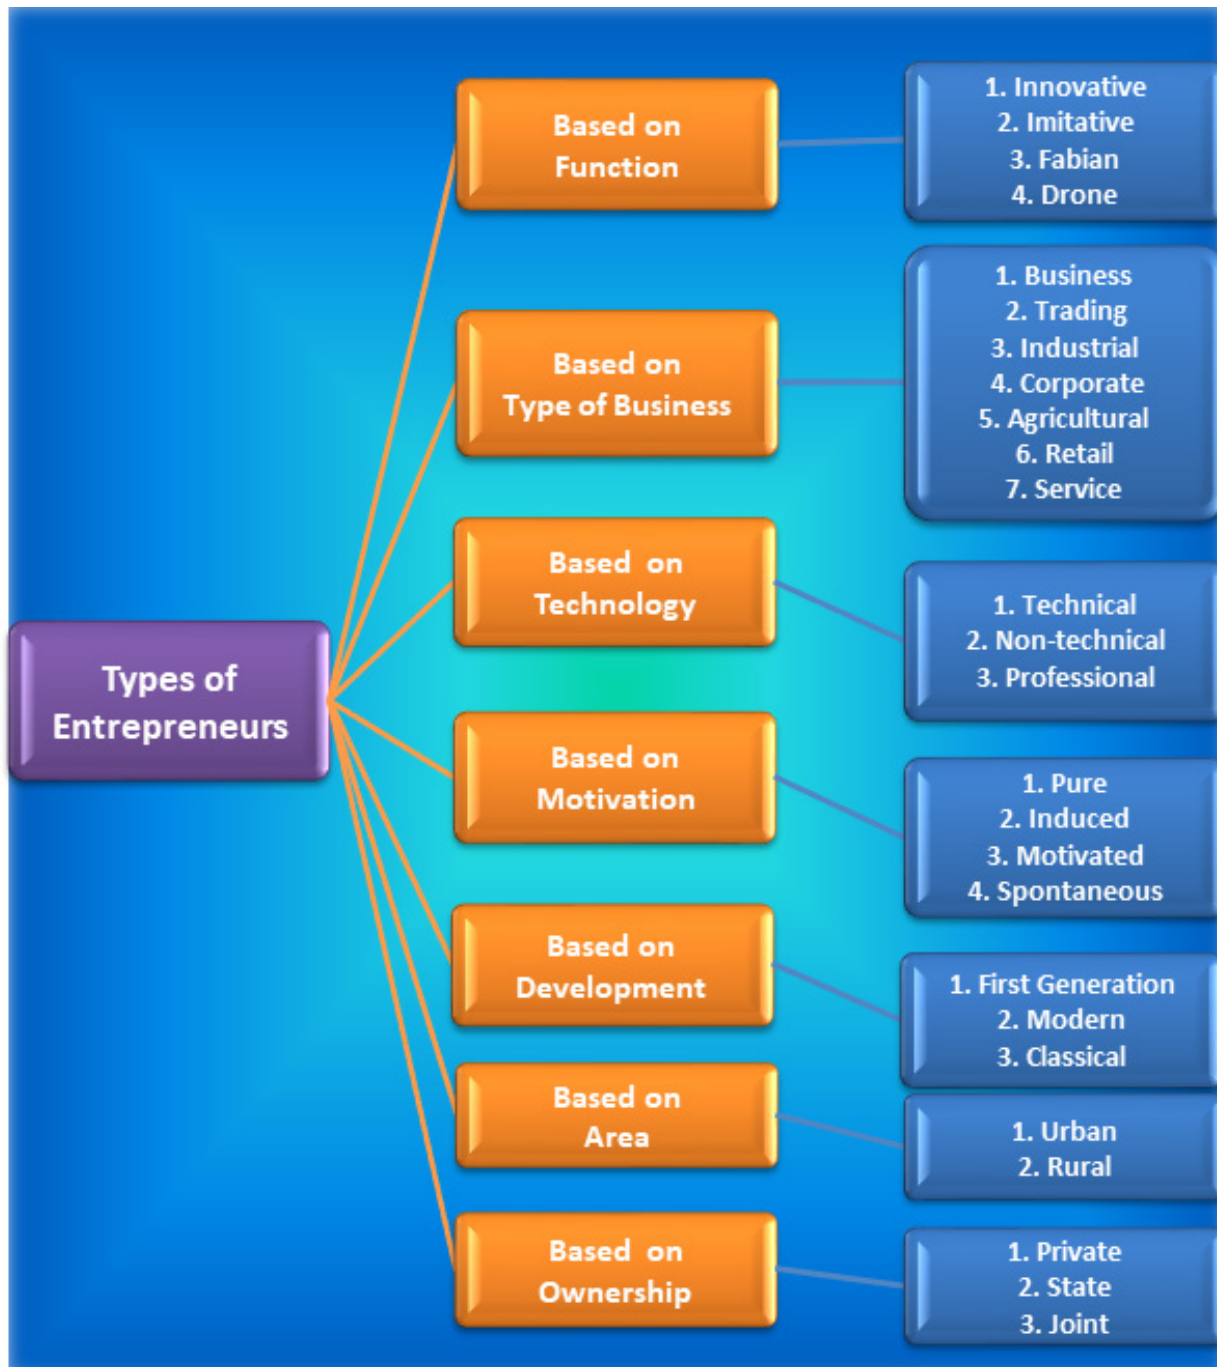 Types of
Entrepreneurs
Based on
Function
1. Innovative
2. Imitative
3. Fabian
4. Drone
Based on
Type of Business
1. Business
2. Trading
3. Industrial
4. Corporate
5. Agricultural
6. Retail
7. Service
Based on
Technology
1. Technical
2. Non-technical
3. Professional
Based on
Motivation
1. Pure
2. Induced
3. Motivated
4. Spontaneous
Based on
Development
1. First Generation
2. Modern
3. Classical
Based on
Area
1. Urban
2. Rural
Based on
Ownership
1. Private
2. State
3. Joint